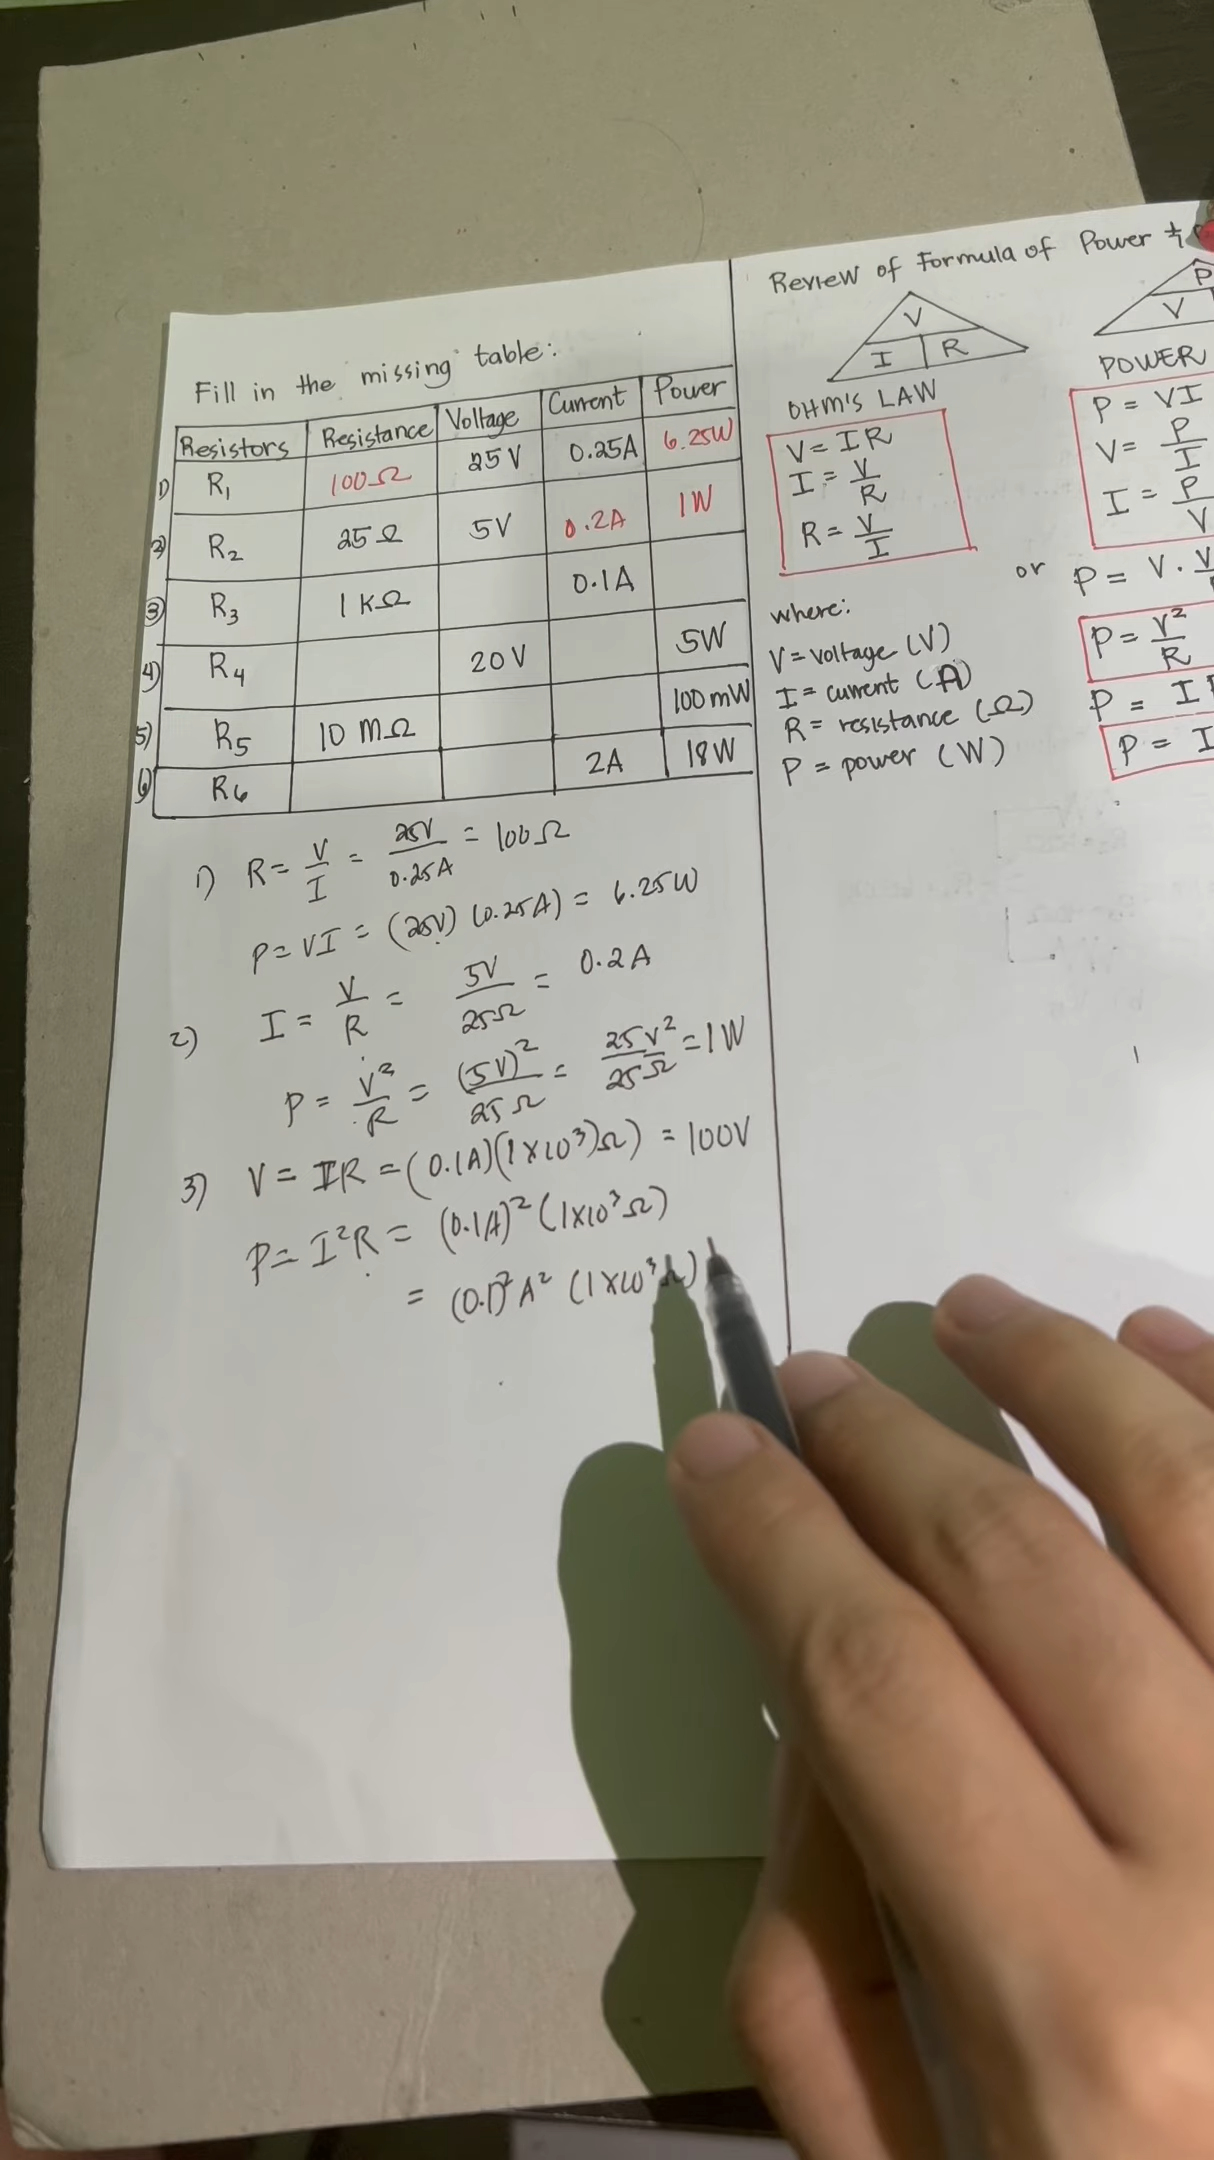 Fill in the missing table:
Resistors Resistance Voltage Current Power
1) R₁ 100Ω 25V 0.25A 6.25W
2) R₂ 25Ω 5V 0.2A 1W
3) R₃ 1KΩ 0.1A
4) R₄ 20V 5W
5) R₅ 10MΩ 100mW
6) R₆ 2A 18W
1) R = V/I = 25V/0.25A = 100Ω
P = VI = (25V)(0.25A) = 6.25W
2) I = V/R = 5V/25Ω = 0.2A
P = V²/R = (5V)²/25Ω = 25V²/25Ω = 1W
3) V = IR = (0.1A)(1×10³)Ω) = 100V
P = I²R = (0.1A)²(1×10³Ω)
= (0.1)²A² (1×10³Ω)
Review of Formula of Power &
V
I R
OHM'S LAW
V = IR
I = V/R
R = V/I
where:
V = voltage (V)
I = current (A)
R = resistance (Ω)
P = power (W)
P
V
POWER
P = VI
V = P/I
I = P/V
or P = V · V
P = V²/R
P = I
P = I